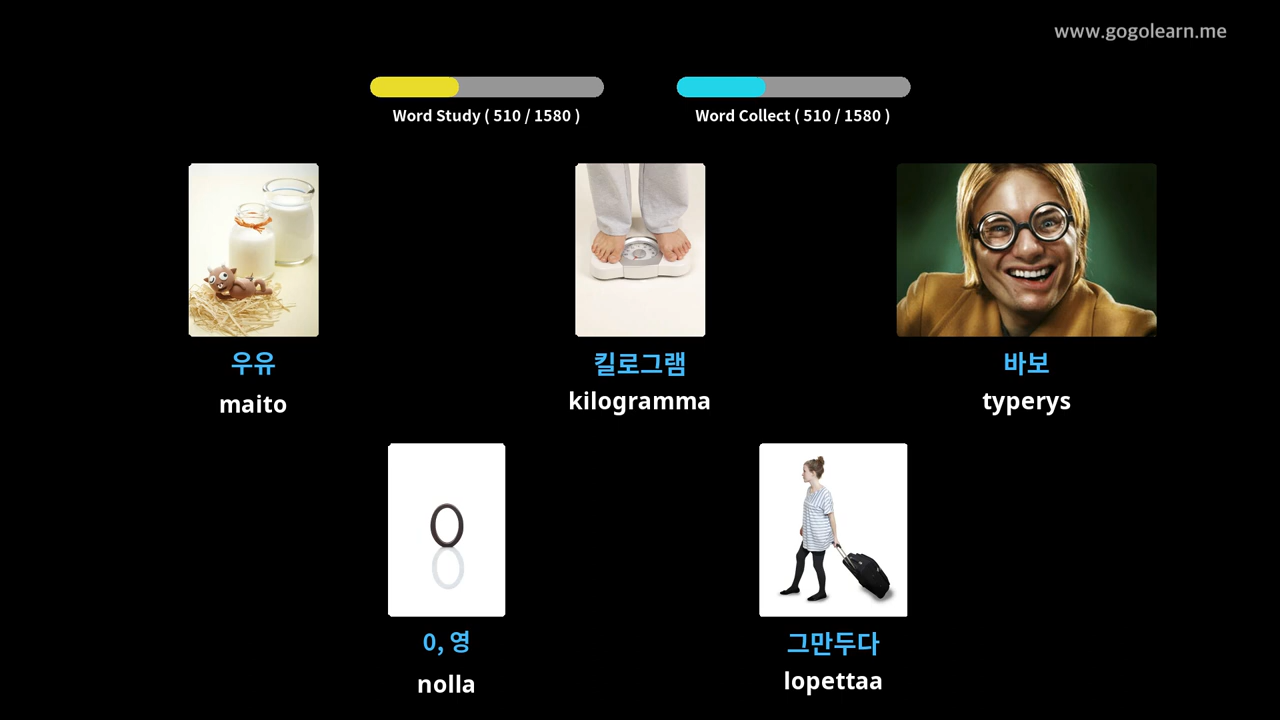 www.gogolearn.me
Word Study ( 510 / 1580 )
Word Collect ( 510 / 1580 )
우유
maito
킬로그램
kilogramma
바보
typerys
0, 영
nolla
그만두다
lopettaa